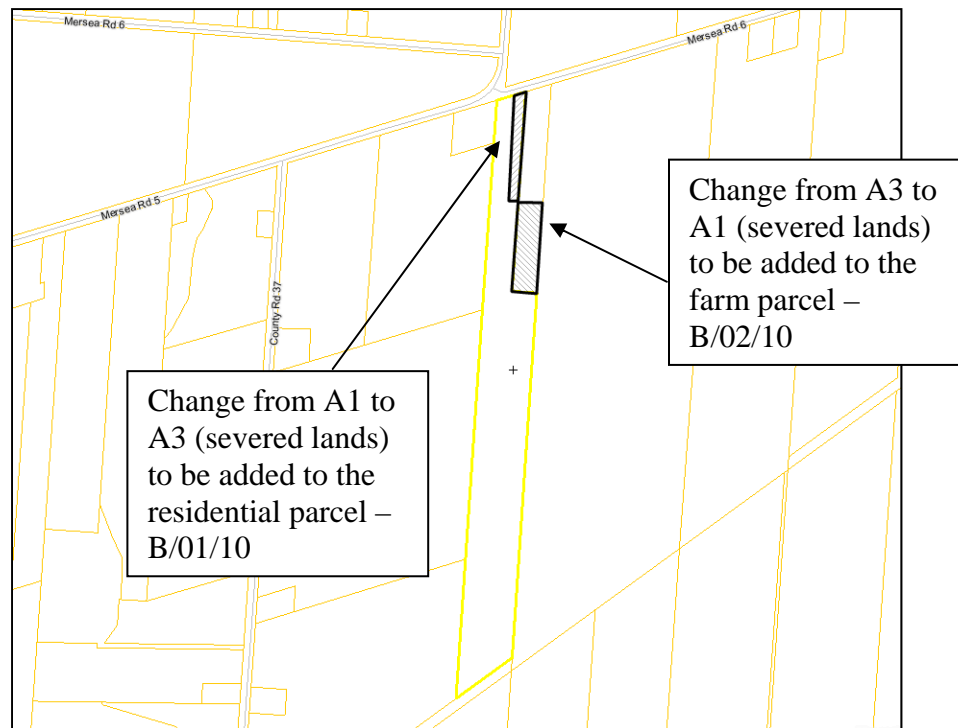 Mersea Rd 6
Mersea Rd 6
Mersea Rd 5
County Rd 37
Change from A3 to
A1 (severed lands)
to be added to the
farm parcel –
B/02/10
Change from A1 to
A3 (severed lands)
to be added to the
residential parcel –
B/01/10